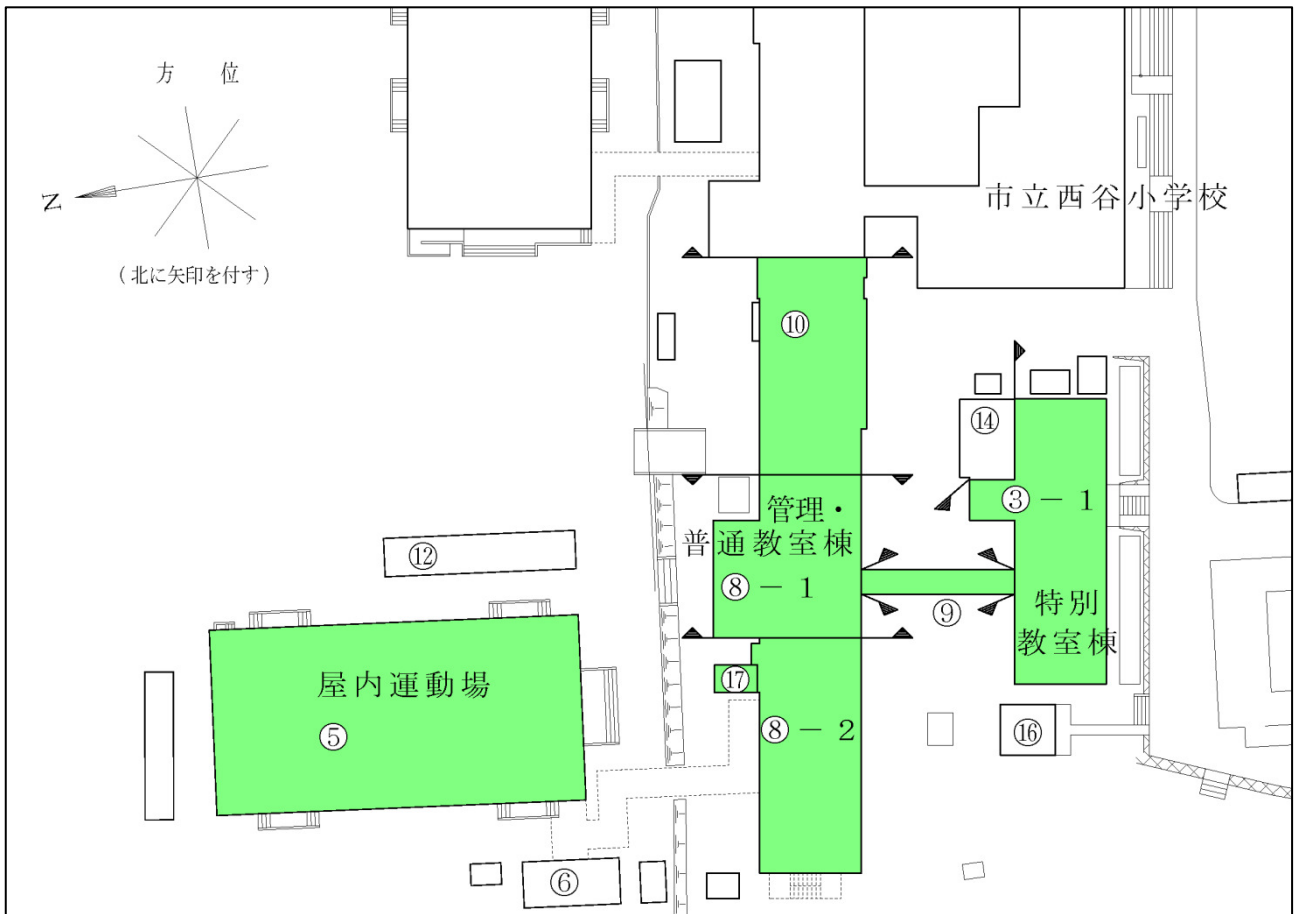 方 位
N
(北に矢印を付す)
市立西谷小学校
⑩
⑭
③－１
管理・
普通教室棟
⑫
⑧－１
⑨
特別
教室棟
屋内運動場
⑰
⑤
⑧－２
⑯
⑥